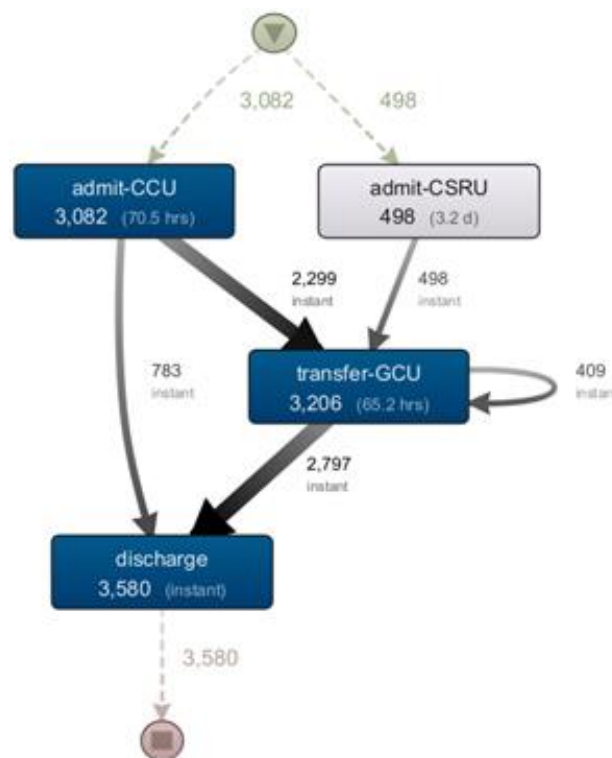 3,082
498
admit-CCU
3,082 (70.5 hrs)
admit-CSRU
498 (3.2 d)
2,299
instant
498
instant
783
instant
transfer-GCU
3,206 (65.2 hrs)
409
instant
2,797
instant
discharge
3,580 (instant)
3,580